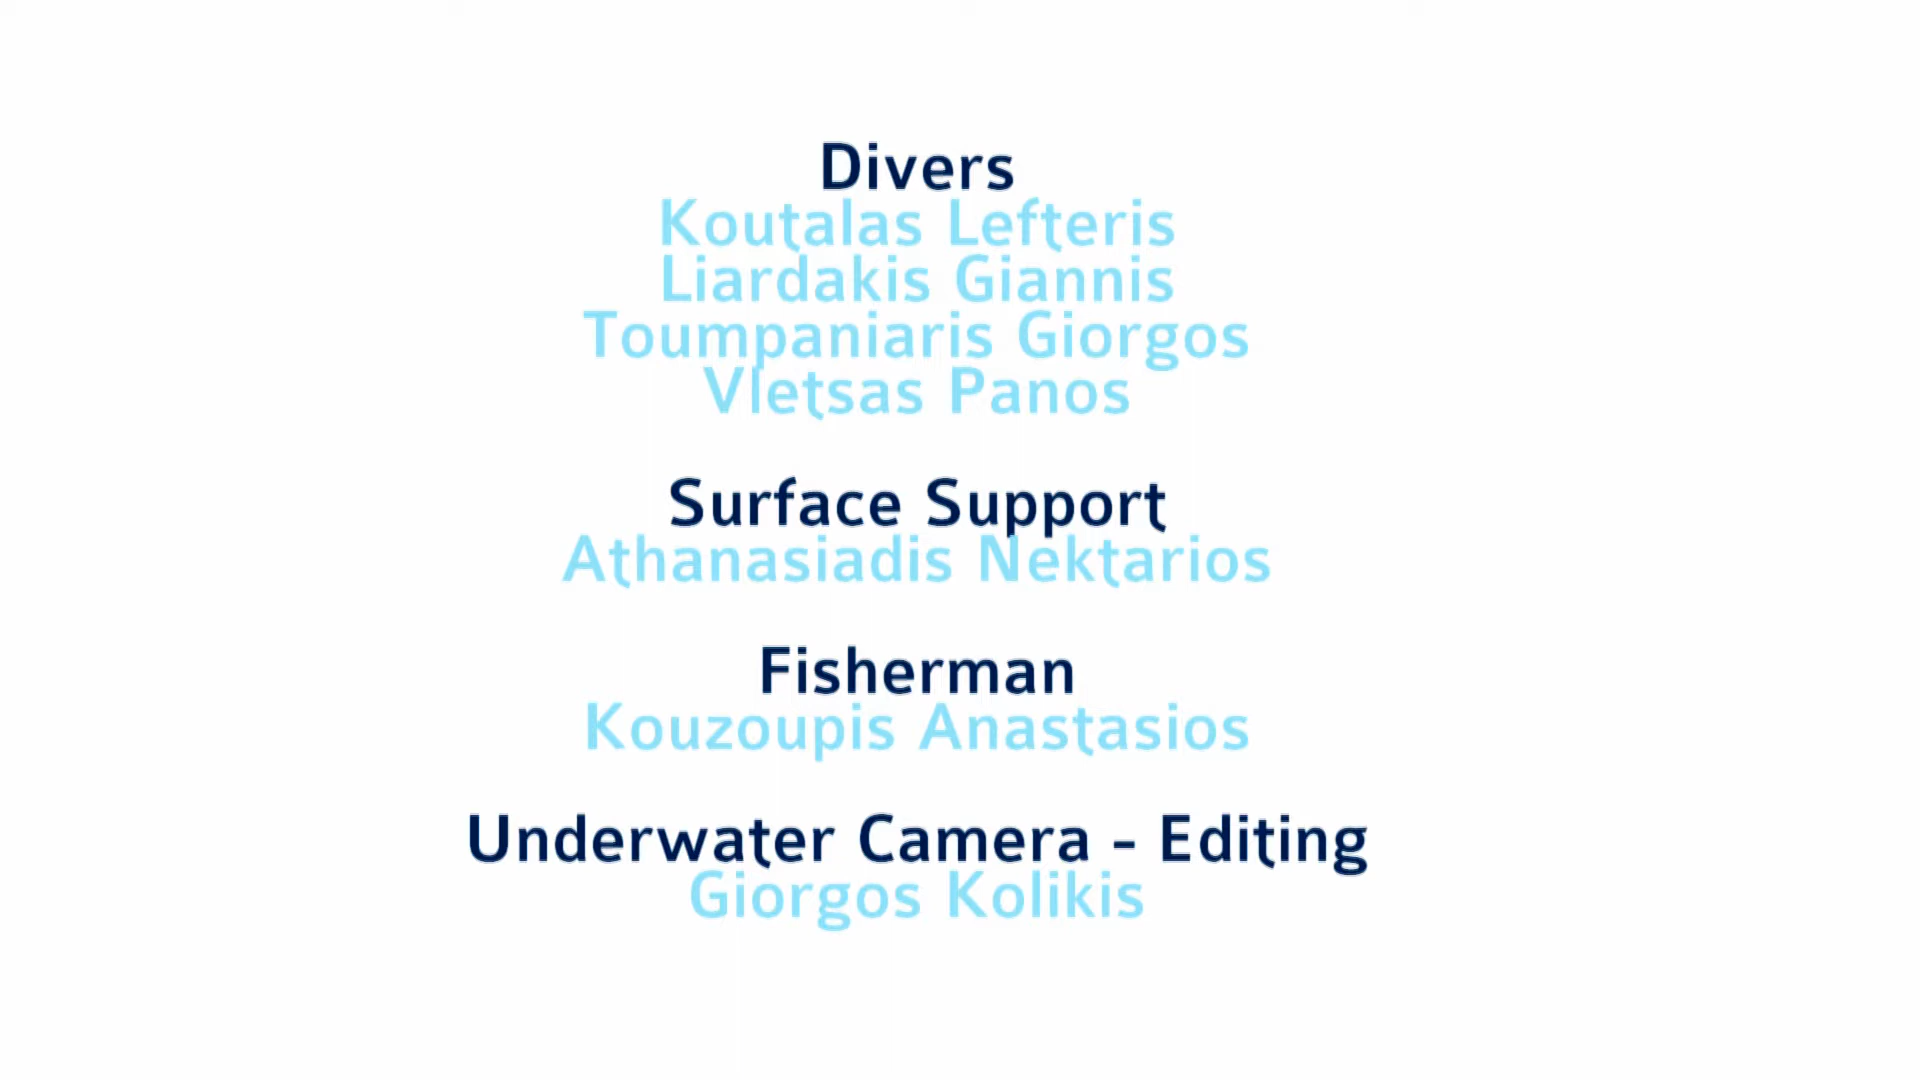 Divers
Koutalas Lefteris
Liardakis Giannis
Toumpaniaris Giorgos
Vletsas Panos
Surface Support
Athanasiadis Nektarios
Fisherman
Kouzoupis Anastasios
Underwater Camera - Editing
Giorgos Kolikis